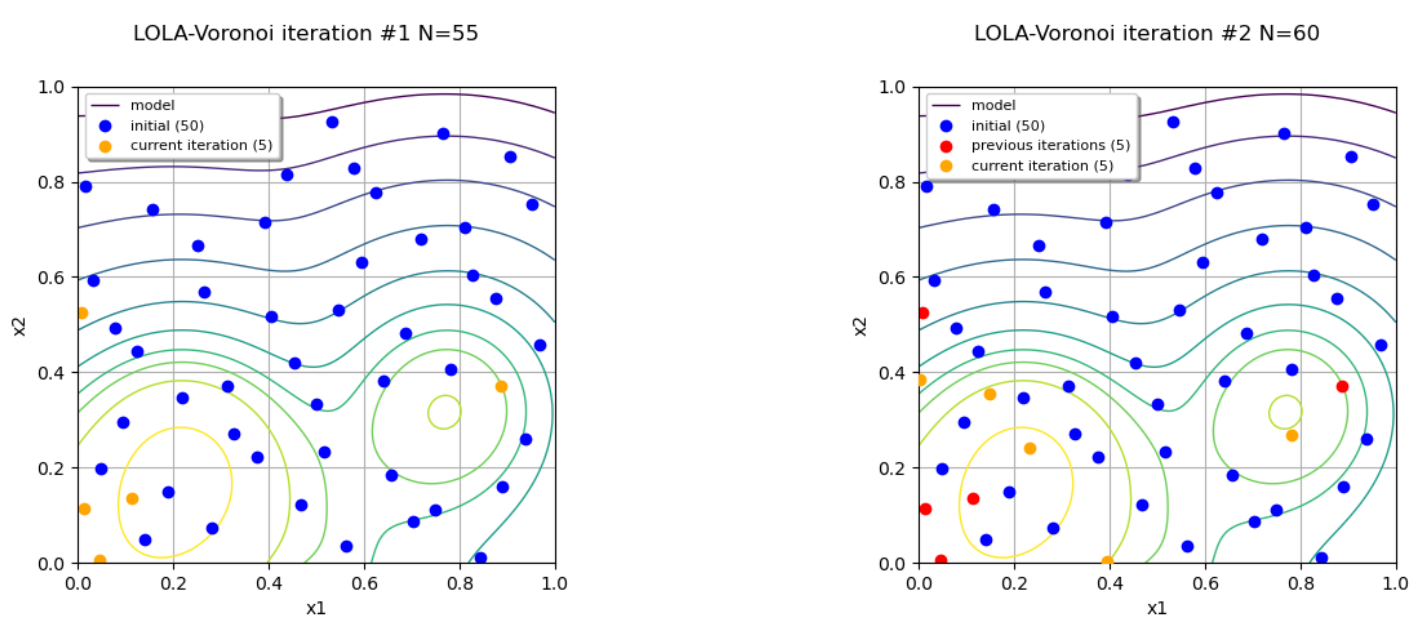 LOLA-Voronoi iteration #1 N=55
1.0
model
initial (50)
current iteration (5)
0.8
0.6
x2
0.4
0.2
0.0
0.0 0.2 0.4 0.6 0.8 1.0
x1
LOLA-Voronoi iteration #2 N=60
1.0
model
initial (50)
previous iterations (5)
current iteration (5)
0.8
0.6
x2
0.4
0.2
0.0
0.0 0.2 0.4 0.6 0.8 1.0
x1